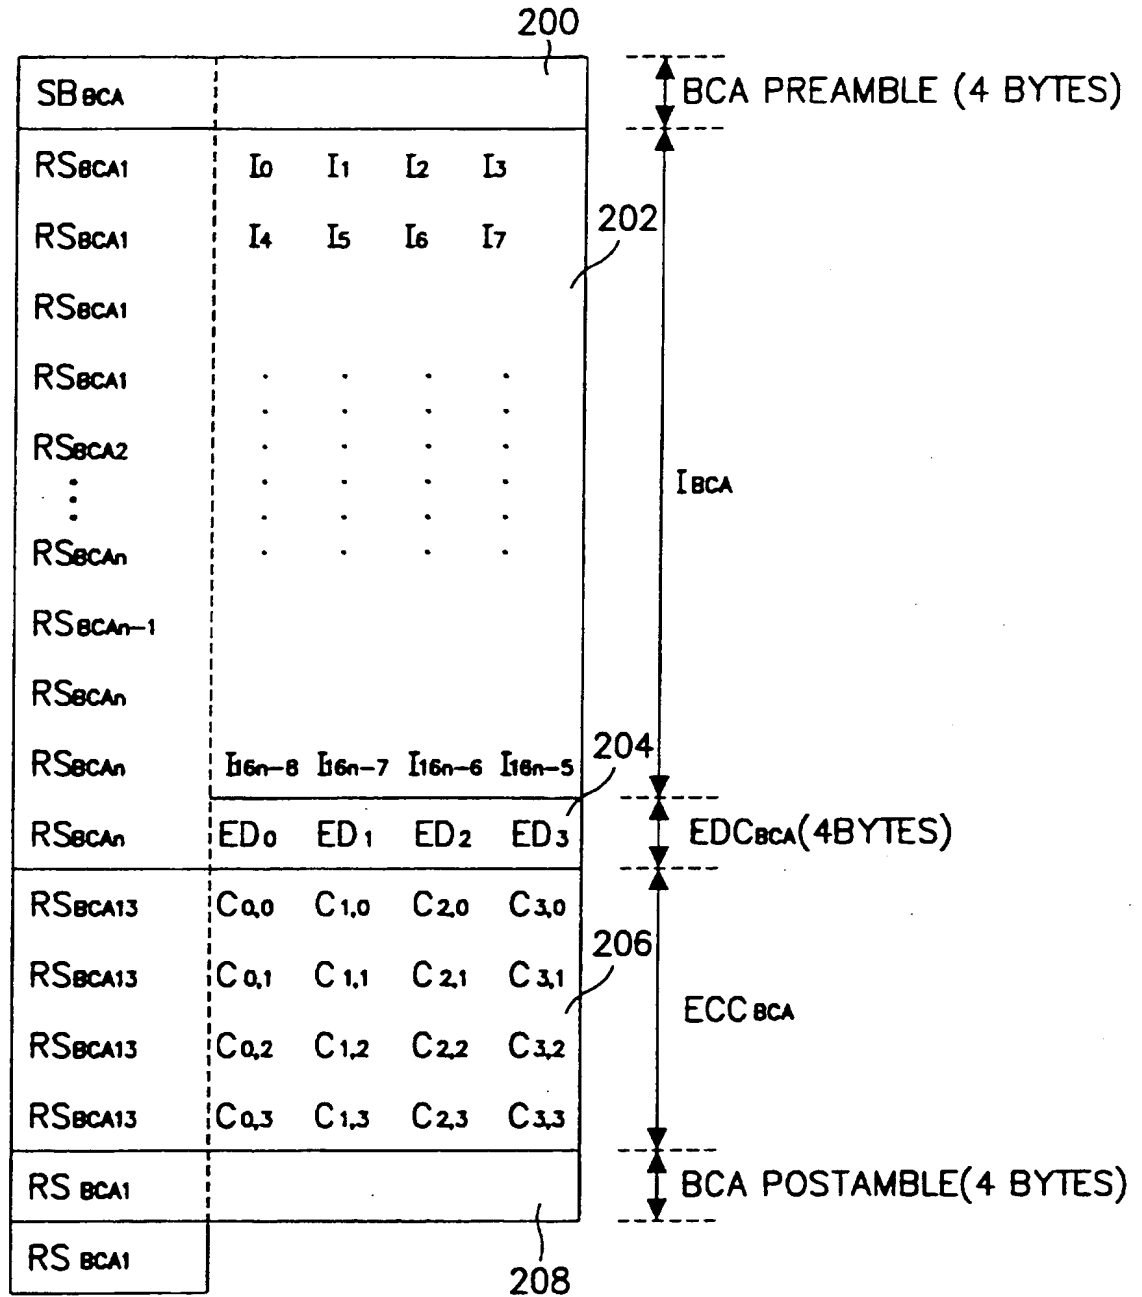 200
SBBCA BCA PREAMBLE (4 BYTES)
RSBCA1 I0 I1 I2 I3
202
RSBCA1 I4 I5 I6 I7
RSBCA1
RSBCA1 . . . .
. . . .
RSBCA2 . . . .
⋮ . . . .
IBCA
. . . .
RSBCAn . . . .
RSBCAn-1
RSBCAn
204
RSBCAn I16n-8 I16n-7 I16n-6 I16n-5
RSBCAn ED0 ED1 ED2 ED3 EDCBCA(4BYTES)
RSBCA13 C0,0 C1,0 C2,0 C3,0
206
RSBCA13 C0,1 C1,1 C2,1 C3,1
ECCBCA
RSBCA13 C0,2 C1,2 C2,2 C3,2
RSBCA13 C0,3 C1,3 C2,3 C3,3
RS BCA1 BCA POSTAMBLE(4 BYTES)
RS BCA1
208